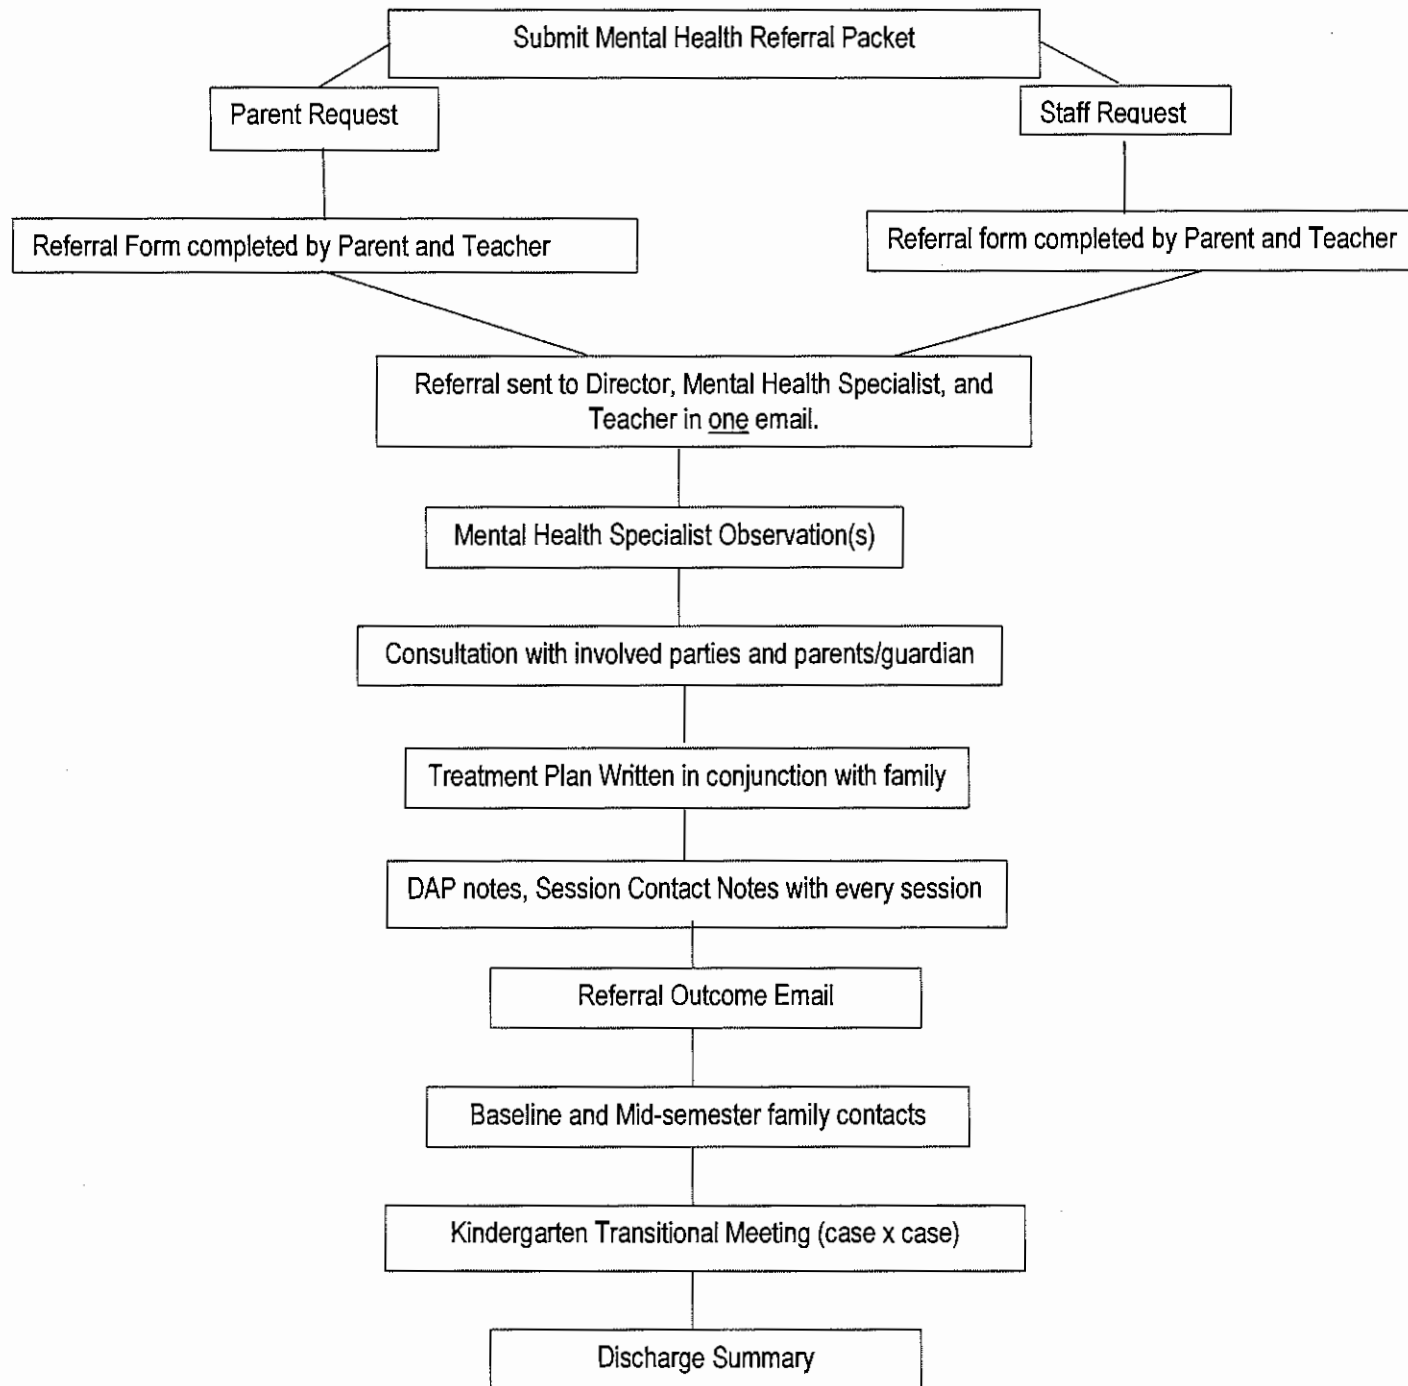 Submit Mental Health Referral Packet
Parent Request
Staff Request
Referral Form completed by Parent and Teacher
Referral form completed by Parent and Teacher
Referral sent to Director, Mental Health Specialist, and
Teacher in one email.
Mental Health Specialist Observation(s)
Consultation with involved parties and parents/guardian
Treatment Plan Written in conjunction with family
DAP notes, Session Contact Notes with every session
Referral Outcome Email
Baseline and Mid-semester family contacts
Kindergarten Transitional Meeting (case x case)
Discharge Summary